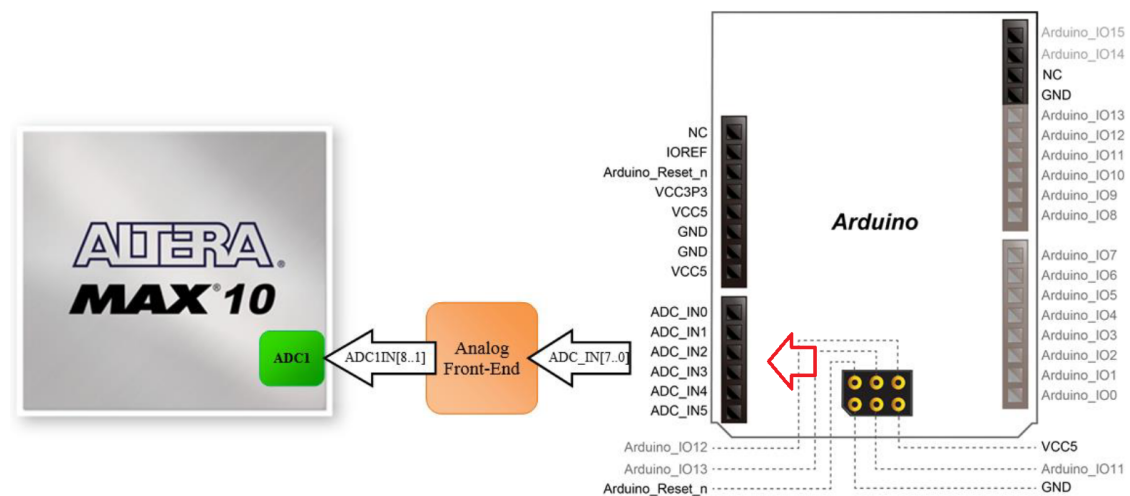 ALTERA®
MAX® 10
ADC1
ADC1IN[8..1]
Analog
Front-End
ADC_IN[7..0]
NC
IOREF
Arduino_Reset_n
VCC3P3
VCC5
GND
GND
VCC5
ADC_IN0
ADC_IN1
ADC_IN2
ADC_IN3
ADC_IN4
ADC_IN5
Arduino_IO12
Arduino_IO13
Arduino_Reset_n
Arduino
Arduino_IO15
Arduino_IO14
NC
GND
Arduino_IO13
Arduino_IO12
Arduino_IO11
Arduino_IO10
Arduino_IO9
Arduino_IO8
Arduino_IO7
Arduino_IO6
Arduino_IO5
Arduino_IO4
Arduino_IO3
Arduino_IO2
Arduino_IO1
Arduino_IO0
VCC5
Arduino_IO11
GND